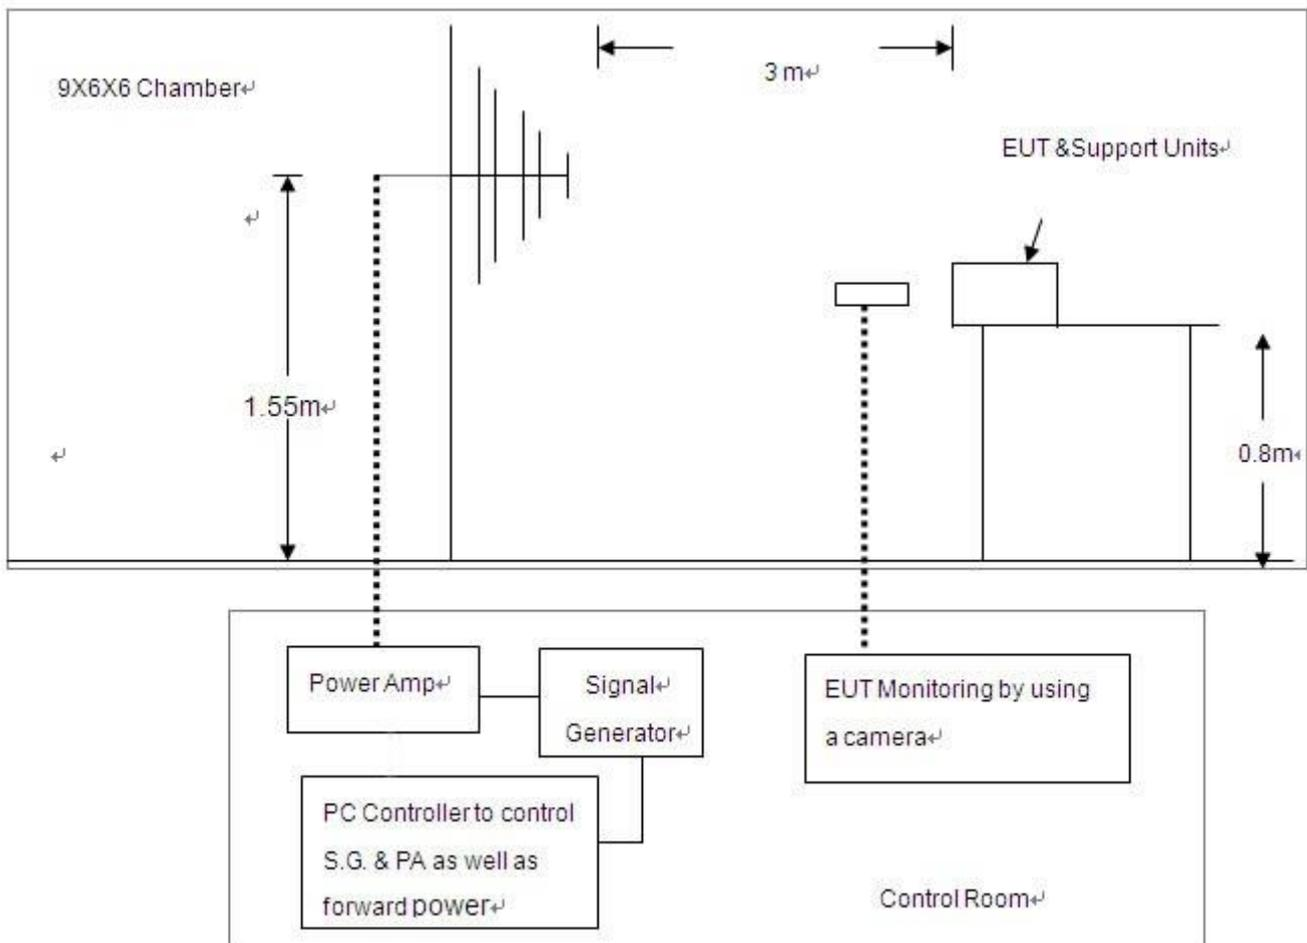 3 m↵
9X6X6 Chamber↵
EUT &Support Units↵
↵
1.55m↵
↵
0.8m↵
Power Amp↵
Signal↵
Generator↵
EUT Monitoring by using
a camera↵
PC Controller to control
S.G. & PA as well as
forward power↵
Control Room↵